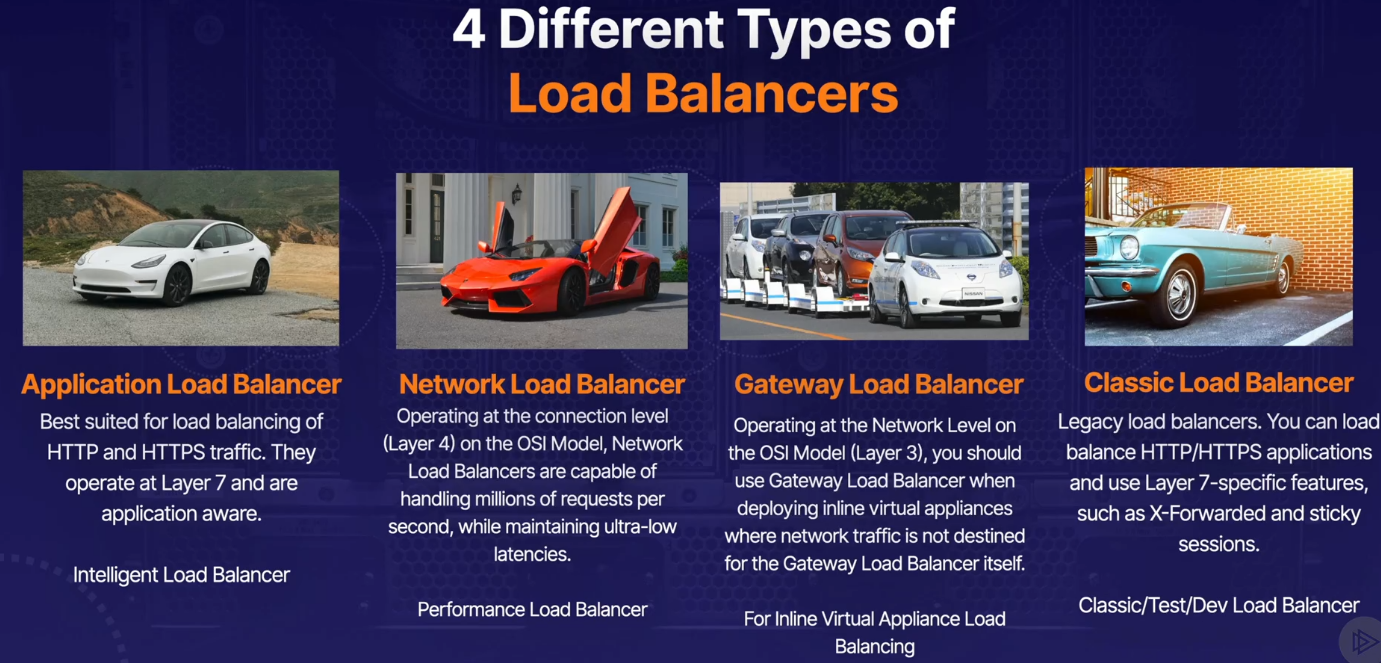 4 Different Types of
Load Balancers
Application Load Balancer
Best suited for load balancing of
HTTP and HTTPS traffic. They
operate at Layer 7 and are
application aware.
Intelligent Load Balancer
Network Load Balancer
Operating at the connection level
(Layer 4) on the OSI Model, Network
Load Balancers are capable of
handling millions of requests per
second, while maintaining ultra-low
latencies.
Performance Load Balancer
NISSAN
Gateway Load Balancer
Operating at the Network Level on
the OSI Model (Layer 3), you should
use Gateway Load Balancer when
deploying inline virtual appliances
where network traffic is not destined
for the Gateway Load Balancer itself.
For Inline Virtual Appliance Load
Balancing
Classic Load Balancer
Legacy load balancers. You can load
balance HTTP/HTTPS applications
and use Layer 7-specific features,
such as X-Forwarded and sticky
sessions.
Classic/Test/Dev Load Balancer